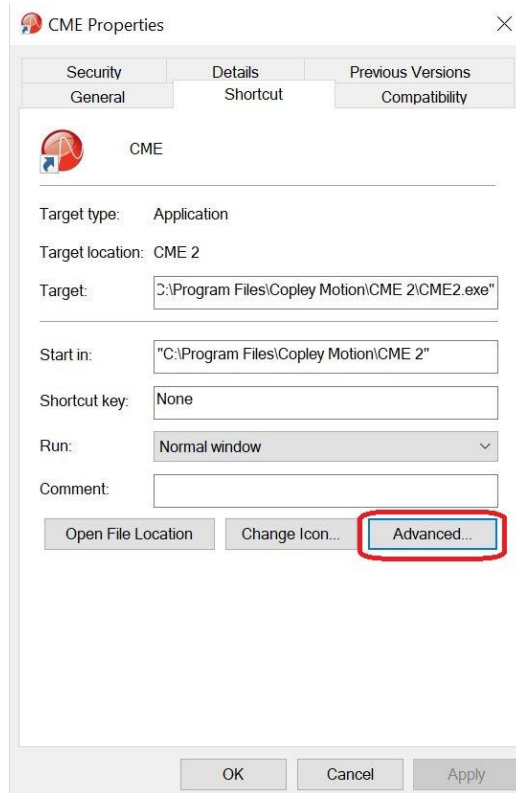 CME Properties
Security Details Previous Versions
General Shortcut Compatibility
CME
Target type: Application
Target location: CME 2
Target: C:\Program Files\Copley Motion\CME 2\CME2.exe"
Start in: "C:\Program Files\Copley Motion\CME 2"
Shortcut key: None
Run: Normal window
Comment:
Open File Location Change Icon... Advanced...
OK Cancel Apply